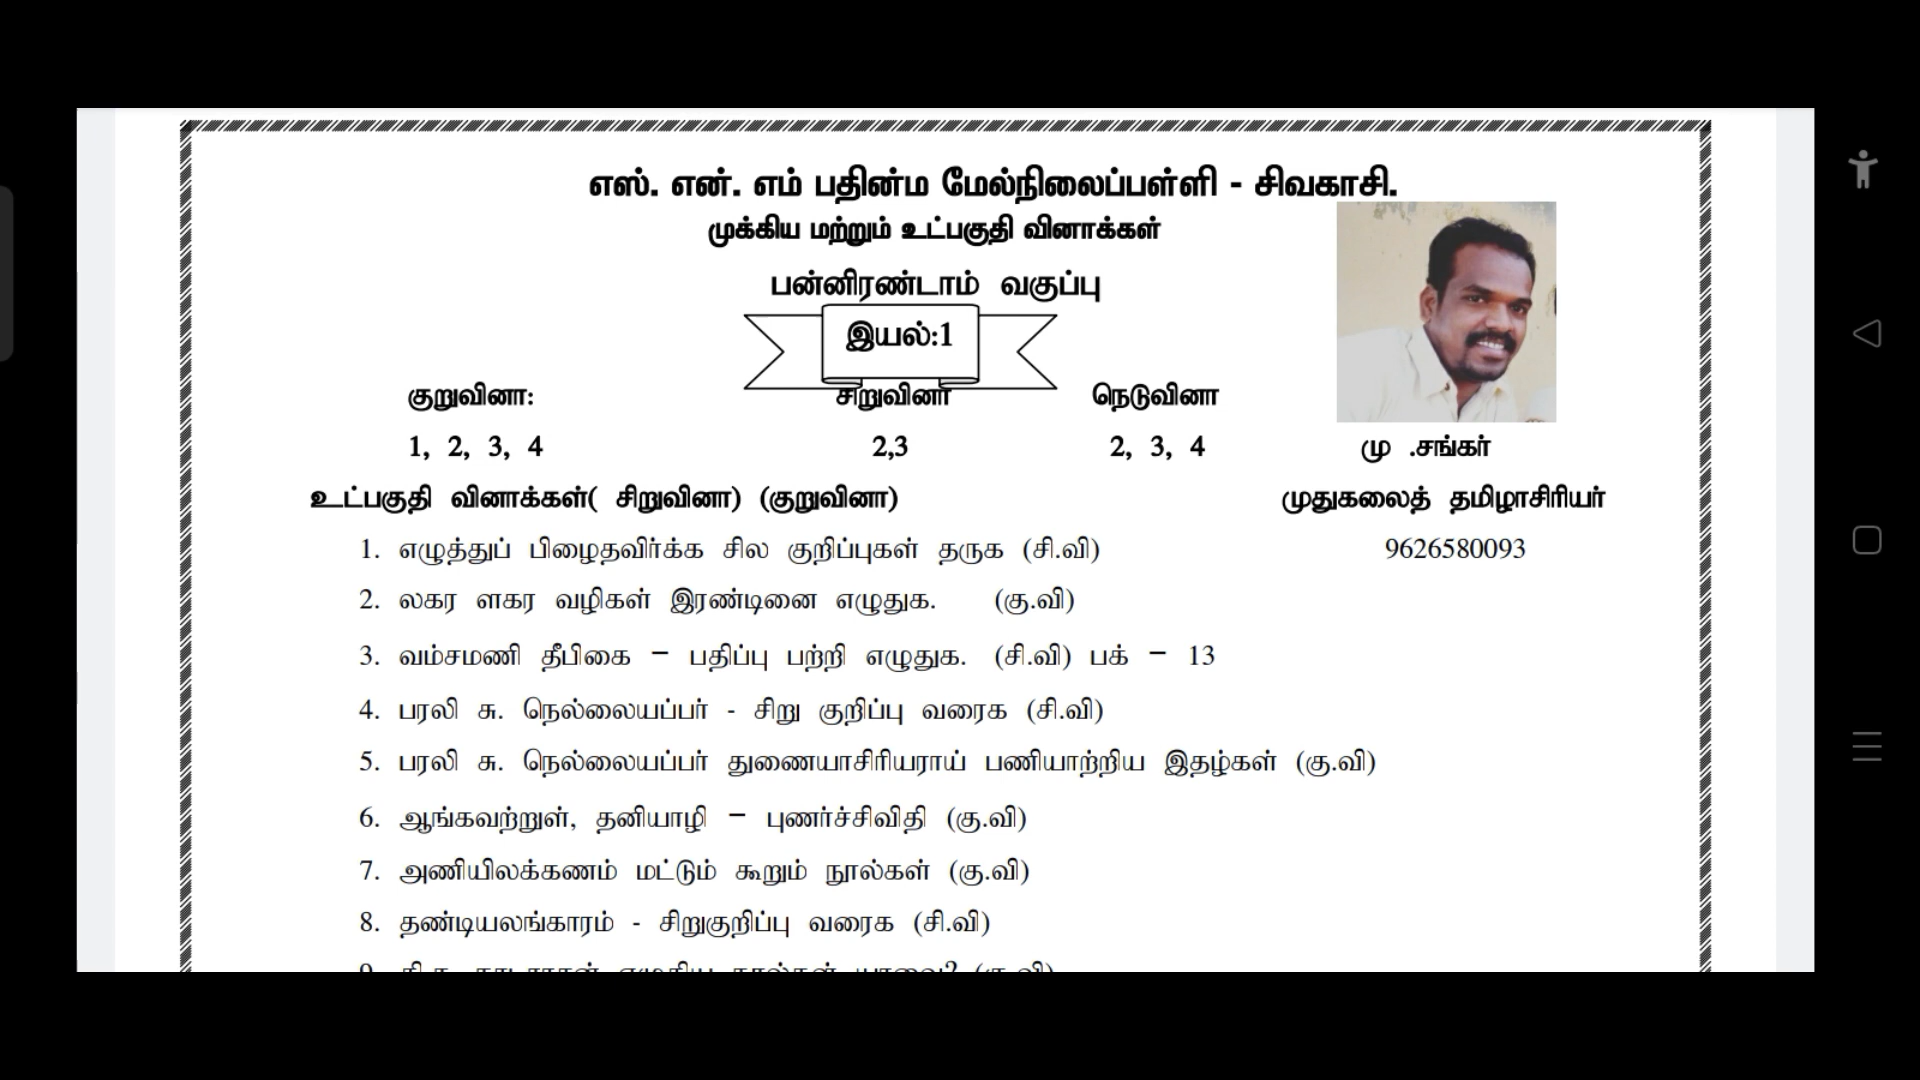 எஸ். என். எம் பதின்ம மேல்நிலைப்பள்ளி - சிவகாசி.
முக்கிய மற்றும் உட்பகுதி வினாக்கள்
பன்னிரண்டாம் வகுப்பு
இயல்:1
குறுவினா: சிறுவினா நெடுவினா
1, 2, 3, 4 2,3 2, 3, 4 மு .சங்கர்
உட்பகுதி வினாக்கள்( சிறுவினா) (குறுவினா) முதுகலைத் தமிழாசிரியர்
1. எழுத்துப் பிழைதவிர்க்க சில குறிப்புகள் தருக (சி.வி) 9626580093
2. லகர ளகர வழிகள் இரண்டினை எழுதுக. (கு.வி)
3. வம்சமணி தீபிகை – பதிப்பு பற்றி எழுதுக. (சி.வி) பக் – 13
4. பரலி சு. நெல்லையப்பர் - சிறு குறிப்பு வரைக (சி.வி)
5. பரலி சு. நெல்லையப்பர் துணையாசிரியராய் பணியாற்றிய இதழ்கள் (கு.வி)
6. ஆங்கவற்றுள், தனியாழி – புணர்ச்சிவிதி (கு.வி)
7. அணியிலக்கணம் மட்டும் கூறும் நூல்கள் (கு.வி)
8. தண்டியலங்காரம் - சிறுகுறிப்பு வரைக (சி.வி)